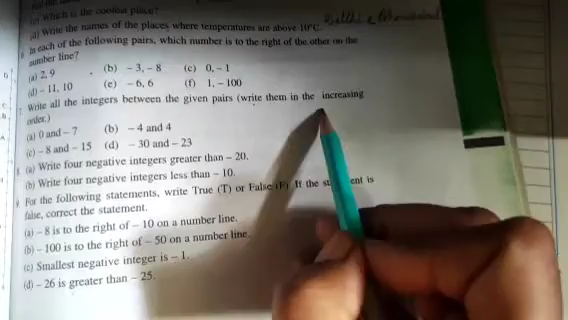 (c) Which is the coolest place?
(d) Write the names of the places where temperatures are above 10°C.
6. In each of the following pairs, which number is to the right of the other on the
number line?
(a) 2, 9 (b) – 3, – 8 (c) 0, – 1
(d) – 11, 10 (e) – 6, 6 (f) 1, – 100
7. Write all the integers between the given pairs (write them in the increasing
order.)
(a) 0 and – 7 (b) – 4 and 4
(c) – 8 and – 15 (d) – 30 and – 23
8. (a) Write four negative integers greater than – 20.
(b) Write four negative integers less than – 10.
9. For the following statements, write True (T) or False (F). If the st ent is
false, correct the statement.
(a) – 8 is to the right of – 10 on a number line.
(b) – 100 is to the right of – 50 on a number line.
(c) Smallest negative integer is – 1.
(d) – 26 is greater than – 25.